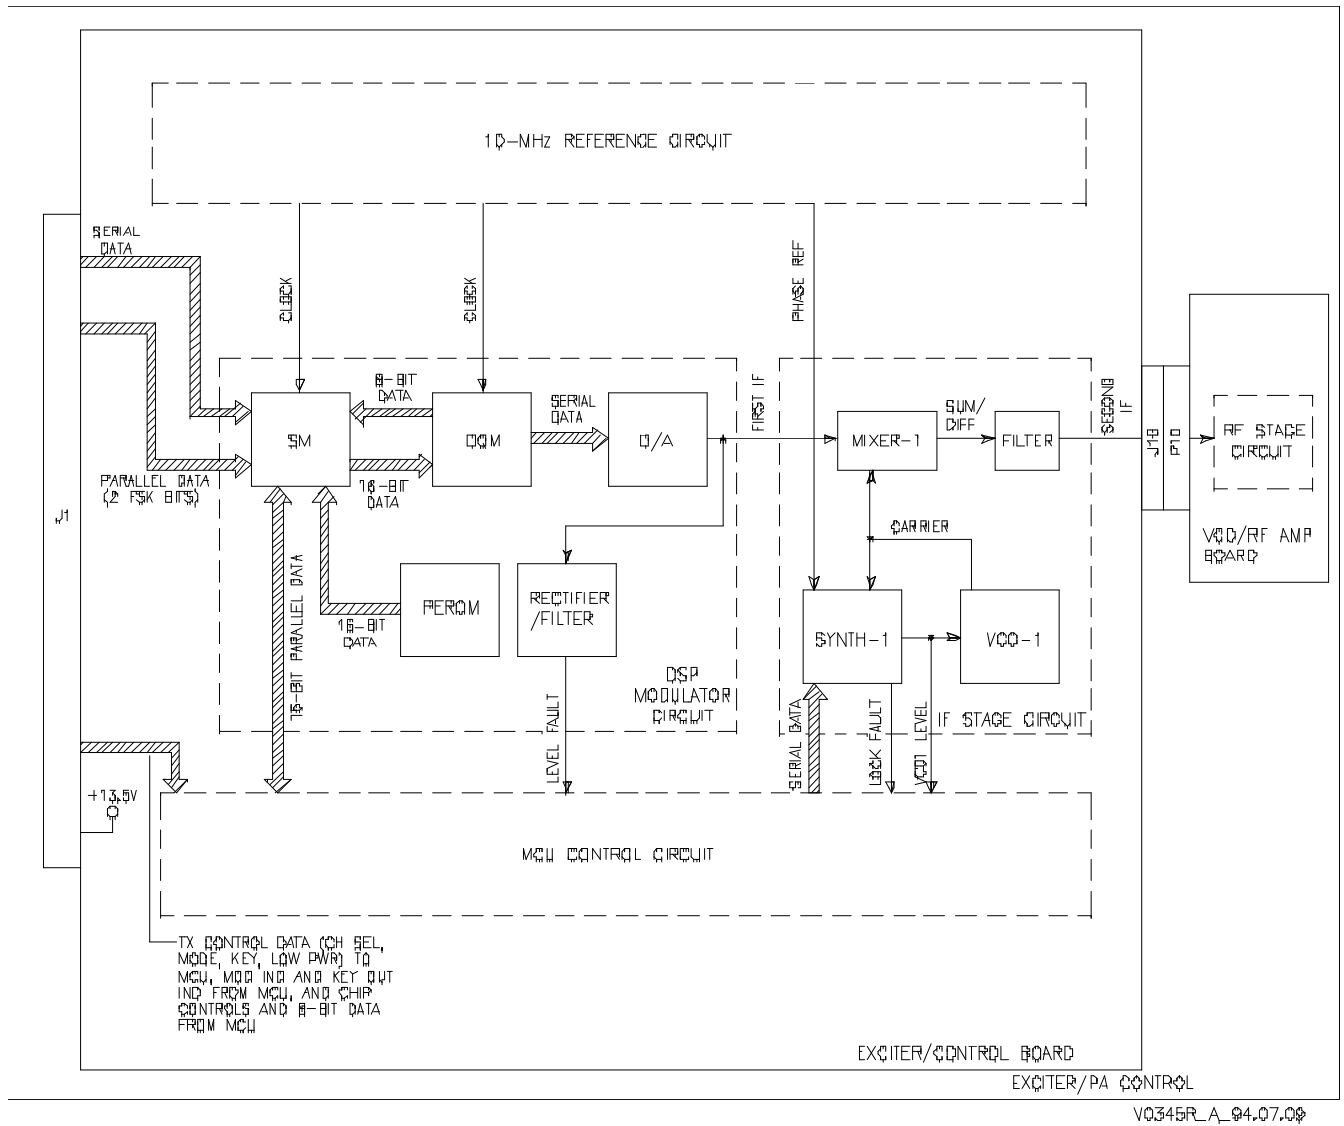 10-MHz REFERENCE CIRCUIT
SERIAL
DATA
CLOCK
CLOCK
PHASE REF
8-BIT
DATA
SERIAL
DATA
FIRST IF
SUM/
DIFF
SECOND
IF
SM
D/A
MIXER-1
FILTER
J10
P10
RF STAGE
CIRCUIT
PARALLEL DATA
(2 FSK BITS)
16-BIT
DATA
J1
VCO/RF AMP
BOARD
CARRIER
16-BIT PARALLEL DATA
PEROM
RECTIFIER
/FILTER
SYNTH-1
VCO-1
16-BIT
DATA
DSP
MODULATOR
CIRCUIT
LEVEL FAULT
SERIAL DATA
LOCK FAULT
VCO1 LEVEL
IF STAGE CIRCUIT
+13.5V
MCU CONTROL CIRCUIT
TX CONTROL DATA (CH SEL,
MODE, KEY, LOW PWR) TO
MCU, MOD IND AND KEY OUT
IND FROM MCU, AND CHIP
CONTROLS AND 8-BIT DATA
FROM MCU
EXCITER/CONTROL BOARD
EXCITER/PA CONTROL